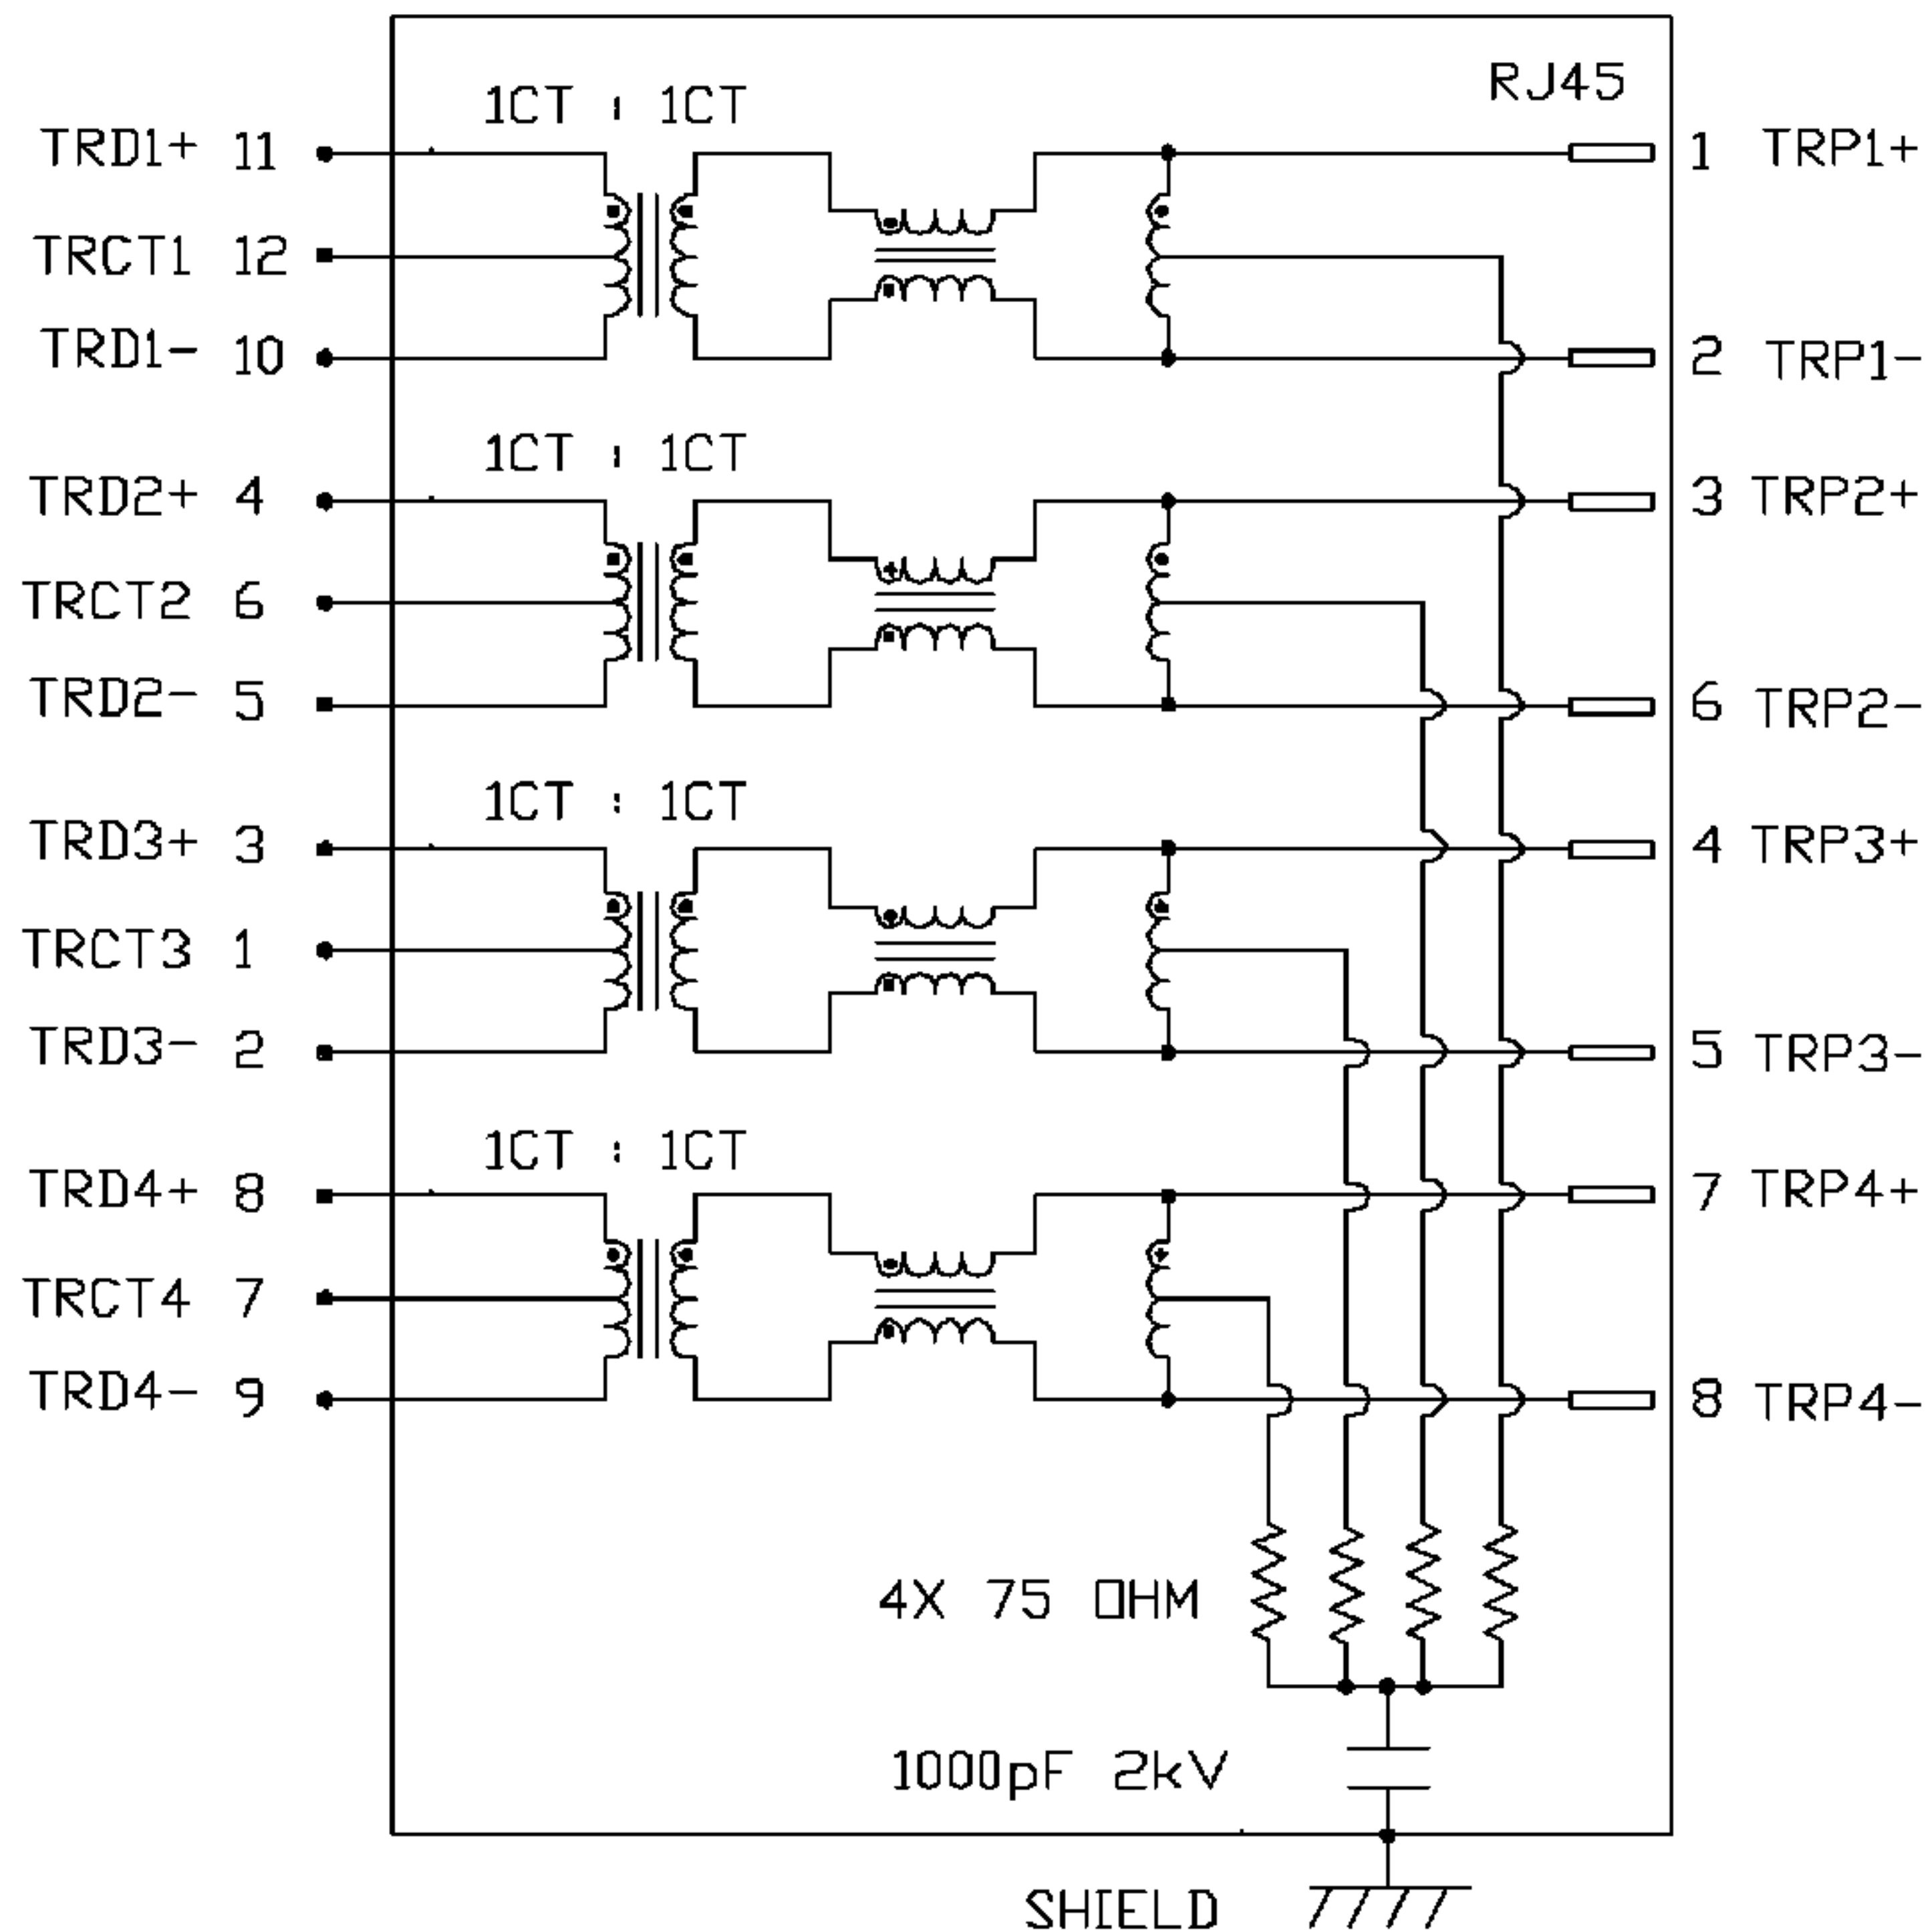 RJ45
1CT : 1CT
TRD1+ 11
1 TRP1+
TRCT1 12
TRD1- 10
2 TRP1-
1CT : 1CT
TRD2+ 4
3 TRP2+
TRCT2 6
TRD2- 5
6 TRP2-
1CT : 1CT
TRD3+ 3
4 TRP3+
TRCT3 1
TRD3- 2
5 TRP3-
1CT : 1CT
TRD4+ 8
7 TRP4+
TRCT4 7
TRD4- 9
8 TRP4-
4X 75 OHM
1000pF 2kV
SHIELD